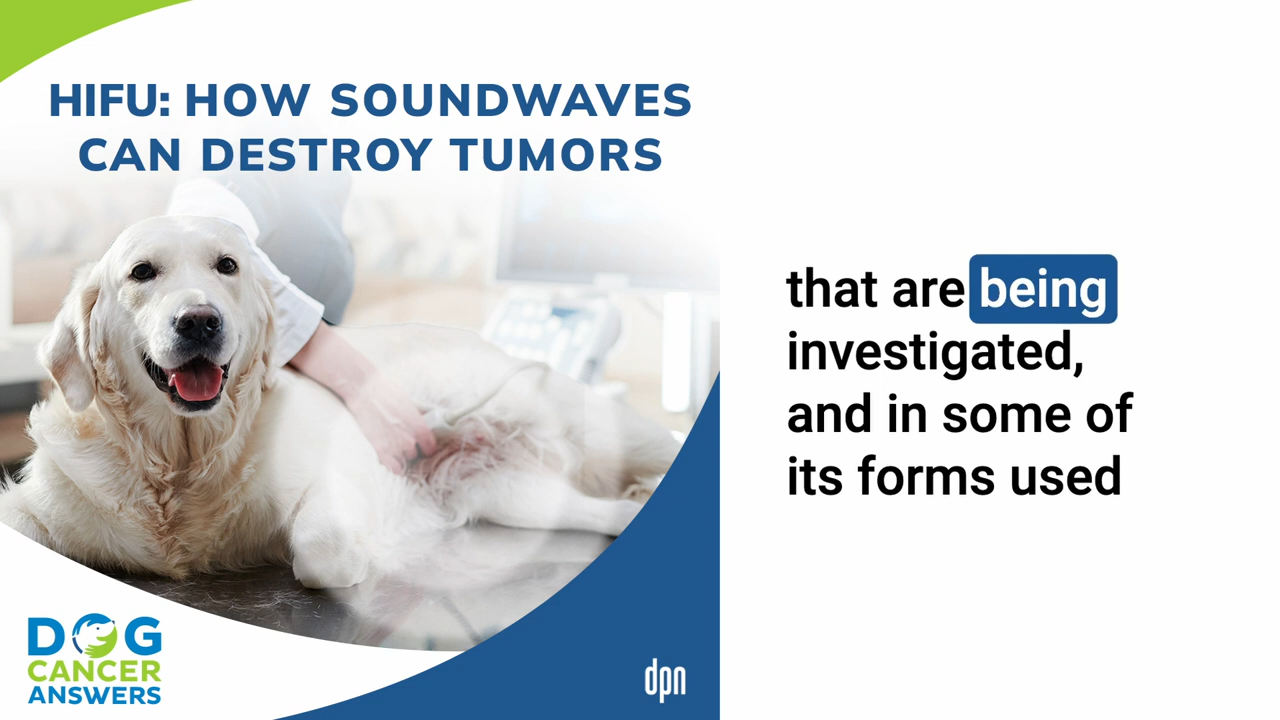 HIFU: HOW SOUNDWAVES
CAN DESTROY TUMORS
that are being
investigated,
and in some of
its forms used
DOG
CANCER
ANSWERS
dpn